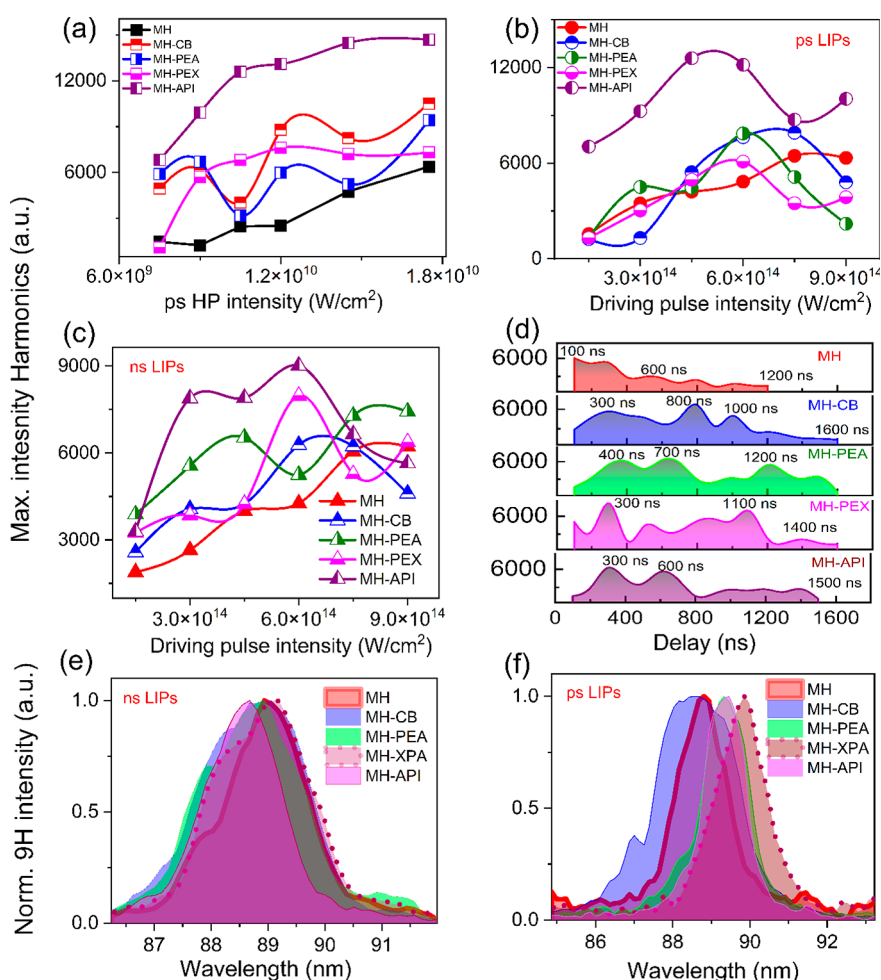 Max. intesnity Harmonics (a.u.)
Norm. 9H intensity (a.u.)
(a)
MH
MH-CB
MH-PEA
MH-PEX
MH-API
12000
6000
6.0×10⁹ 1.2×10¹⁰ 1.8×10¹⁰
ps HP intensity (W/cm²)
(b)
ps LIPs
MH
MH-CB
MH-PEA
MH-PEX
MH-API
12000
6000
0
3.0×10¹⁴ 6.0×10¹⁴ 9.0×10¹⁴
Driving pulse intensity (W/cm²)
(c)
ns LIPs
9000
6000
3000
MH
MH-CB
MH-PEA
MH-PEX
MH-API
3.0×10¹⁴ 6.0×10¹⁴ 9.0×10¹⁴
Driving pulse intensity (W/cm²)
(d)
6000 100 ns 600 ns 1200 ns MH
6000 300 ns 800 ns 1000 ns 1600 ns MH-CB
6000 400 ns 700 ns 1200 ns MH-PEA
6000 300 ns 1100 ns 1400 ns MH-PEX
6000 300 ns 600 ns 1500 ns MH-API
0 400 800 1200 1600
Delay (ns)
(e)
ns LIPs
MH
MH-CB
MH-PEA
MH-XPA
MH-API
1.0
0.5
0.0
87 88 89 90 91
Wavelength (nm)
(f)
ps LIPs
MH
MH-CB
MH-PEA
MH-XPA
MH-API
1.0
0.5
0.0
86 88 90 92
Wavelength (nm)